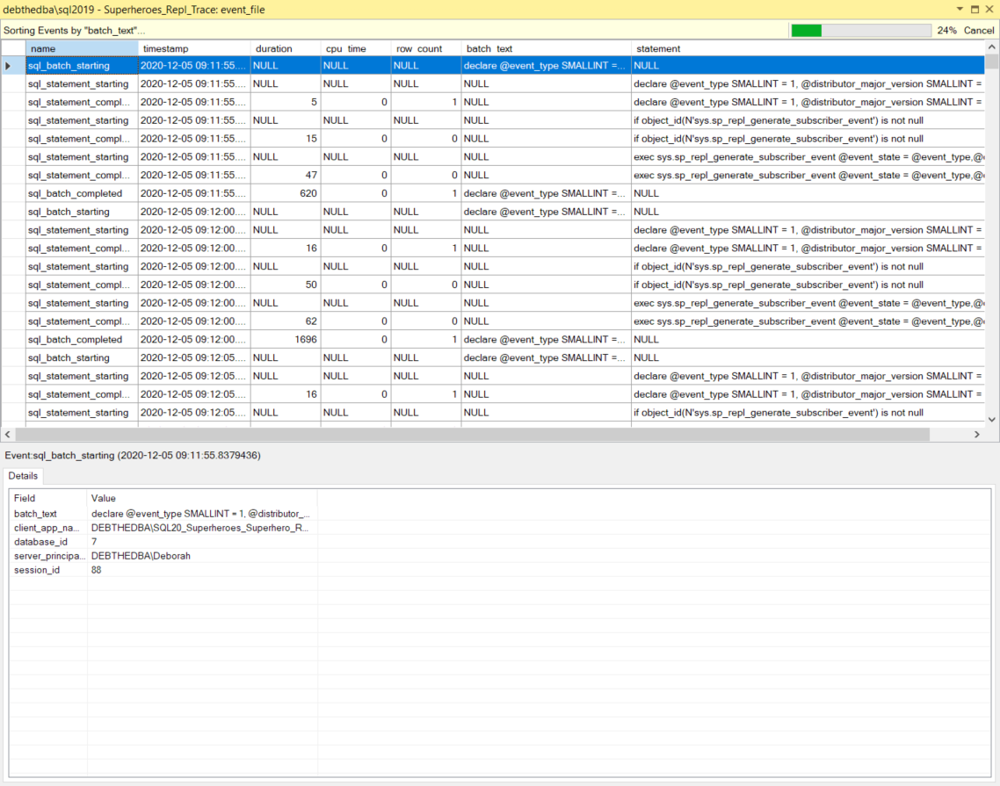 debthedba\sql2019 - Superheroes_Repl_Trace: event_file
Sorting Events by "batch_text"... 24% Cancel
name timestamp duration cpu_time row_count batch_text statement
sql_batch_starting 2020-12-05 09:11:55.... NULL NULL NULL declare @event_type SMALLINT =... NULL
sql_statement_starting 2020-12-05 09:11:55.... NULL NULL NULL NULL declare @event_type SMALLINT = 1, @distributor_major_version SMALLINT =
sql_statement_compl... 2020-12-05 09:11:55.... 5 0 1 NULL declare @event_type SMALLINT = 1, @distributor_major_version SMALLINT =
sql_statement_starting 2020-12-05 09:11:55.... NULL NULL NULL NULL if object_id(N'sys.sp_repl_generate_subscriber_event') is not null
sql_statement_compl... 2020-12-05 09:11:55.... 15 0 0 NULL if object_id(N'sys.sp_repl_generate_subscriber_event') is not null
sql_statement_starting 2020-12-05 09:11:55.... NULL NULL NULL NULL exec sys.sp_repl_generate_subscriber_event @event_state = @event_type,@
sql_statement_compl... 2020-12-05 09:11:55.... 47 0 0 NULL exec sys.sp_repl_generate_subscriber_event @event_state = @event_type,@
sql_batch_completed 2020-12-05 09:11:55.... 620 0 1 declare @event_type SMALLINT =... NULL
sql_batch_starting 2020-12-05 09:12:00.... NULL NULL NULL declare @event_type SMALLINT =... NULL
sql_statement_starting 2020-12-05 09:12:00.... NULL NULL NULL NULL declare @event_type SMALLINT = 1, @distributor_major_version SMALLINT =
sql_statement_compl... 2020-12-05 09:12:00.... 16 0 1 NULL declare @event_type SMALLINT = 1, @distributor_major_version SMALLINT =
sql_statement_starting 2020-12-05 09:12:00.... NULL NULL NULL NULL if object_id(N'sys.sp_repl_generate_subscriber_event') is not null
sql_statement_compl... 2020-12-05 09:12:00.... 50 0 0 NULL if object_id(N'sys.sp_repl_generate_subscriber_event') is not null
sql_statement_starting 2020-12-05 09:12:00.... NULL NULL NULL NULL exec sys.sp_repl_generate_subscriber_event @event_state = @event_type,@
sql_statement_compl... 2020-12-05 09:12:00.... 62 0 0 NULL exec sys.sp_repl_generate_subscriber_event @event_state = @event_type,@
sql_batch_completed 2020-12-05 09:12:00.... 1696 0 1 declare @event_type SMALLINT =... NULL
sql_batch_starting 2020-12-05 09:12:05.... NULL NULL NULL declare @event_type SMALLINT =... NULL
sql_statement_starting 2020-12-05 09:12:05.... NULL NULL NULL NULL declare @event_type SMALLINT = 1, @distributor_major_version SMALLINT =
sql_statement_compl... 2020-12-05 09:12:05.... 16 0 1 NULL declare @event_type SMALLINT = 1, @distributor_major_version SMALLINT =
sql_statement_starting 2020-12-05 09:12:05.... NULL NULL NULL NULL if object_id(N'sys.sp_repl_generate_subscriber_event') is not null
Event:sql_batch_starting (2020-12-05 09:11:55.8379436)
Details
Field Value
batch_text declare @event_type SMALLINT = 1, @distributor_...
client_app_na... DEBTHEDBA\SQL20_Superheroes_Superhero_R...
database_id 7
server_principa... DEBTHEDBA\Deborah
session_id 88